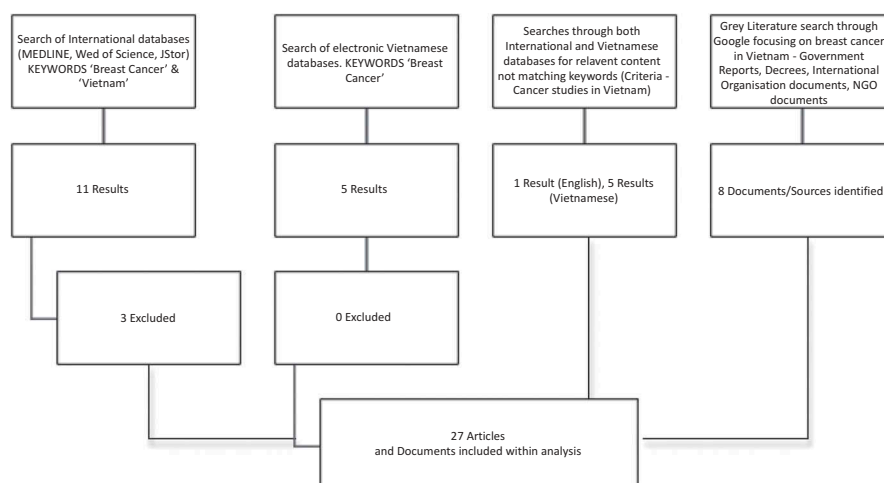 Search of International databases
(MEDLINE, Wed of Science, JStor)
KEYWORDS 'Breast Cancer' &
'Vietnam'
Search of electronic Vietnamese
databases. KEYWORDS 'Breast
Cancer'
Searches through both
International and Vietnamese
databases for relavent content
not matching keywords (Criteria -
Cancer studies in Vietnam)
Grey Literature search through
Google focusing on breast cancer
in Vietnam - Government
Reports, Decrees, International
Organisation documents, NGO
documents
11 Results
5 Results
1 Result (English), 5 Results
(Vietnamese)
8 Documents/Sources identified
3 Excluded
0 Excluded
27 Articles
and Documents included within analysis